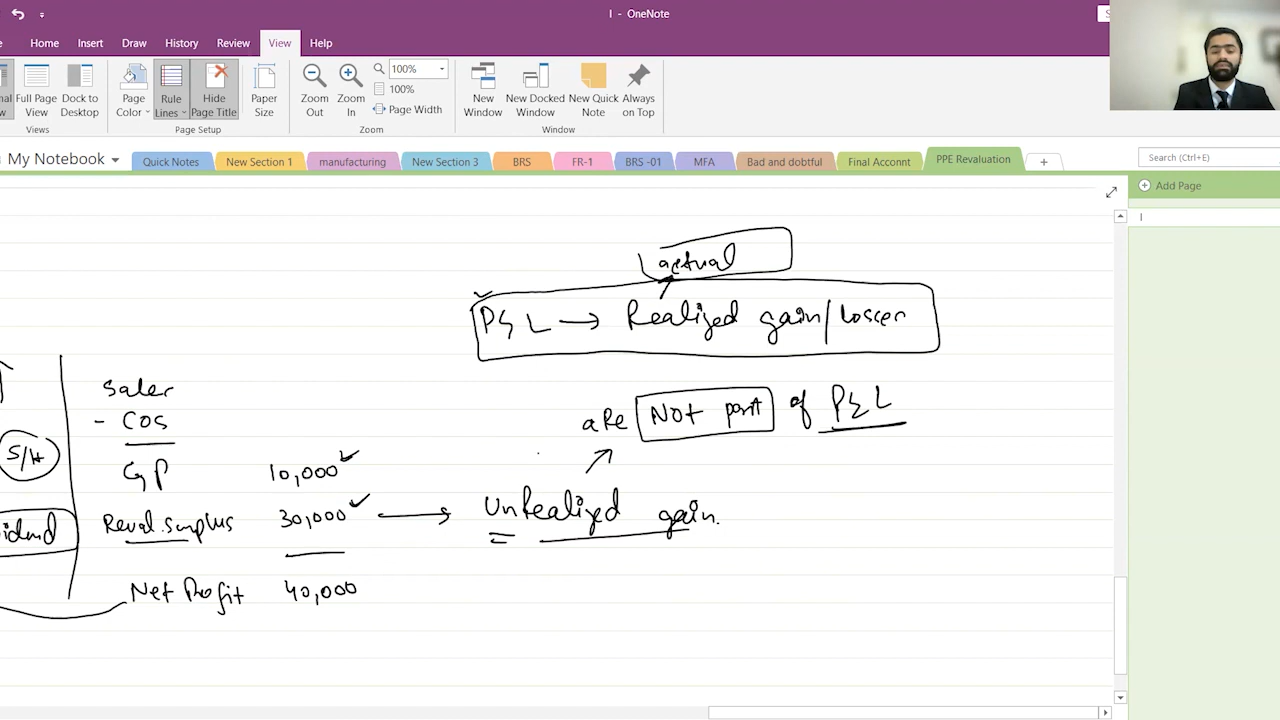 I - OneNote
Home Insert Draw History Review View Help
Full Page View
Dock to Desktop
Page Color
Rule Lines
Hide Page Title
Paper Size
Zoom Out
Zoom In
100%
100%
Page Width
New Window
New Docked Window
New Quick Note
Always on Top
Views Page Setup Zoom Window
My Notebook Quick Notes New Section 1 manufacturing New Section 3 BRS FR-1 BRS -01 MFA Bad and dobtful Final Acconnt PPE Revaluation
Search (Ctrl+E)
Add Page
I
actual
P&L → Realized gain/Losses
are Not part of P&L
Sales
- COS
GP 10,000
S/H
Reval. Surplus 30,000 → UnRealized gain.
Net Profit 40,000